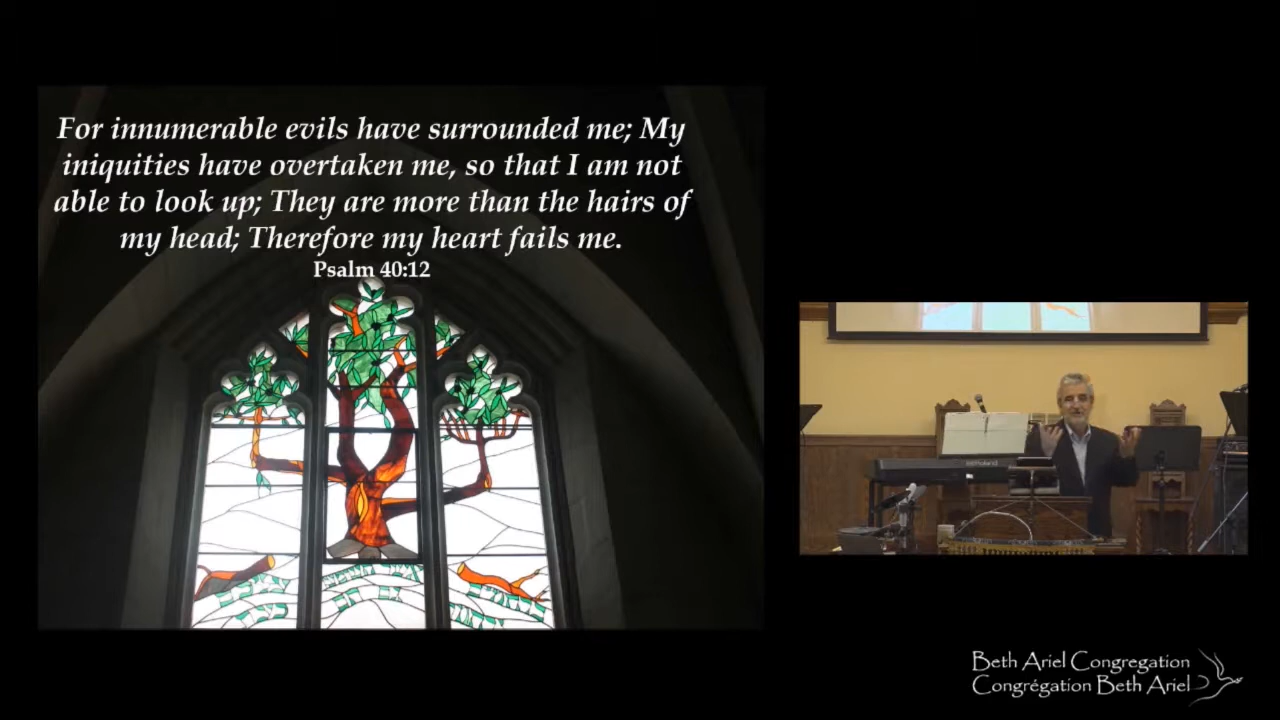 For innumerable evils have surrounded me; My
iniquities have overtaken me, so that I am not
able to look up; They are more than the hairs of
my head; Therefore my heart fails me.
Psalm 40:12
Roland
Beth Ariel Congregation
Congrégation Beth Ariel